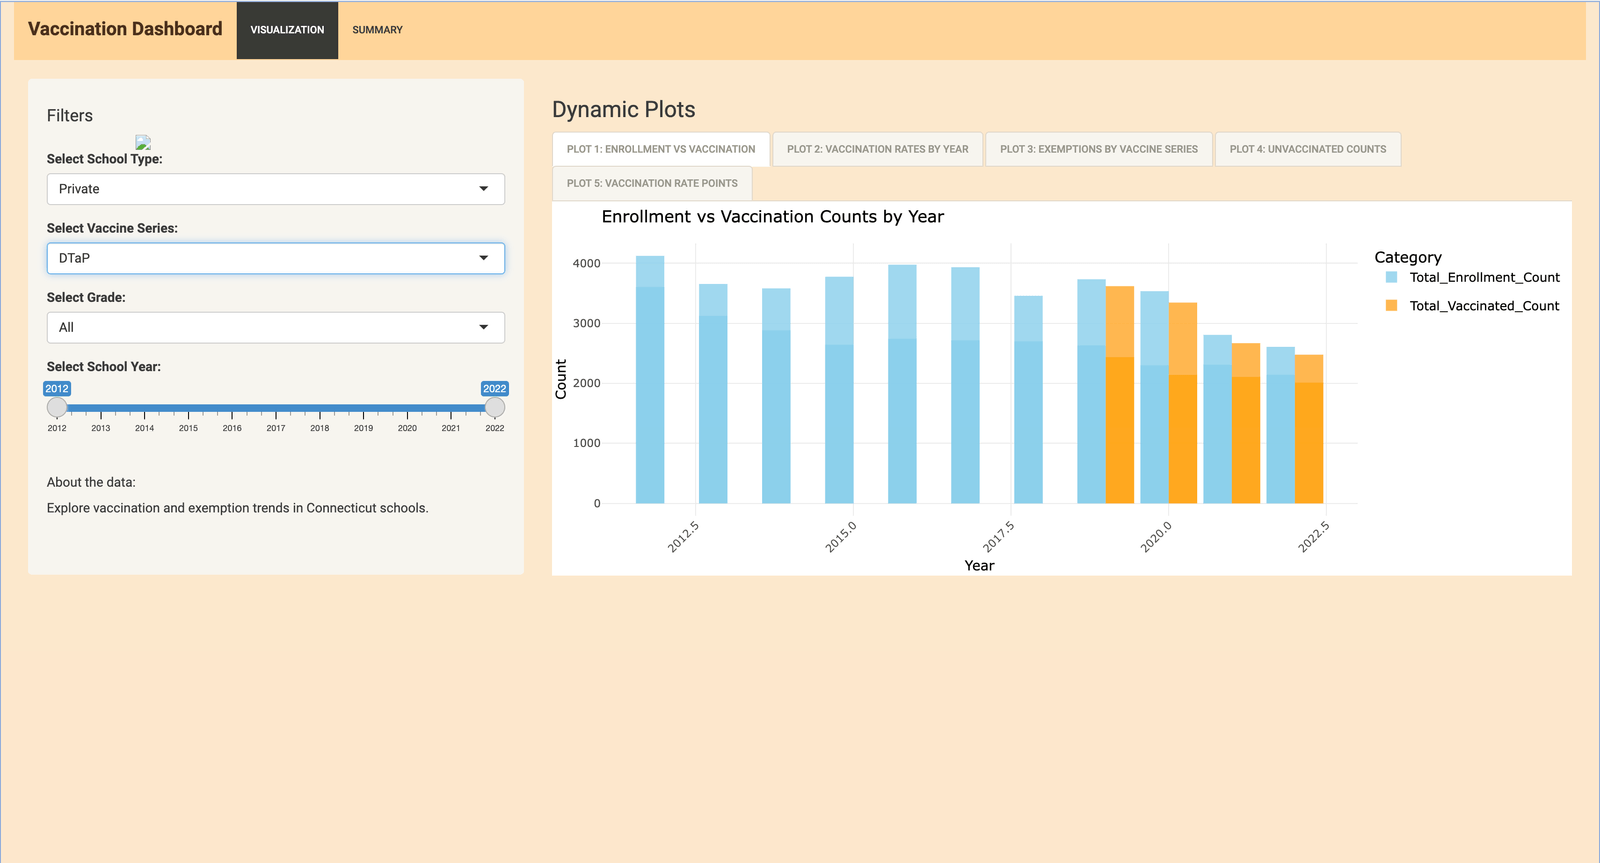 Vaccination Dashboard
VISUALIZATION
SUMMARY
Filters
Select School Type:
Private
Select Vaccine Series:
DTaP
Select Grade:
All
Select School Year:
2012 2022
2012 2013 2014 2015 2016 2017 2018 2019 2020 2021 2022
About the data:
Explore vaccination and exemption trends in Connecticut schools.
Dynamic Plots
PLOT 1: ENROLLMENT VS VACCINATION
PLOT 2: VACCINATION RATES BY YEAR
PLOT 3: EXEMPTIONS BY VACCINE SERIES
PLOT 4: UNVACCINATED COUNTS
PLOT 5: VACCINATION RATE POINTS
Enrollment vs Vaccination Counts by Year
Category
Total_Enrollment_Count
Total_Vaccinated_Count
Count
4000
3000
2000
1000
0
2012.5 2015.0 2017.5 2020.0 2022.5
Year